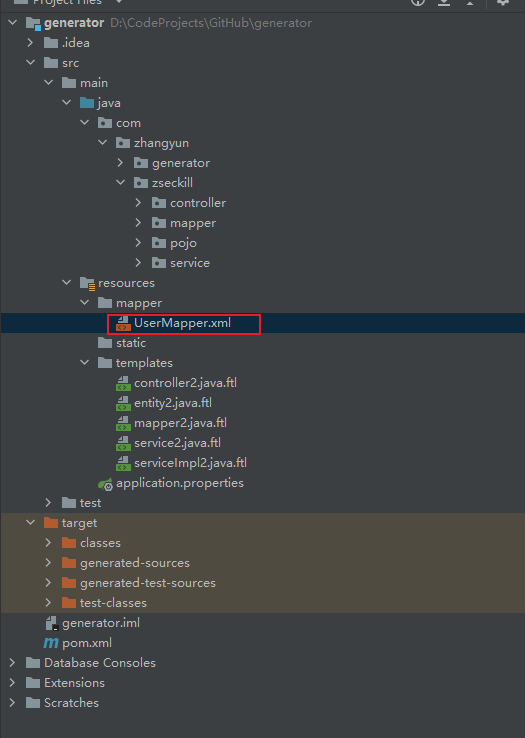 Project Files
generator D:\CodeProjects\GitHub\generator
.idea
src
main
java
com
zhangyun
generator
zseckill
controller
mapper
pojo
service
resources
mapper
UserMapper.xml
static
templates
controller2.java.ftl
entity2.java.ftl
mapper2.java.ftl
service2.java.ftl
serviceImpl2.java.ftl
application.properties
test
target
classes
generated-sources
generated-test-sources
test-classes
generator.iml
pom.xml
Database Consoles
Extensions
Scratches